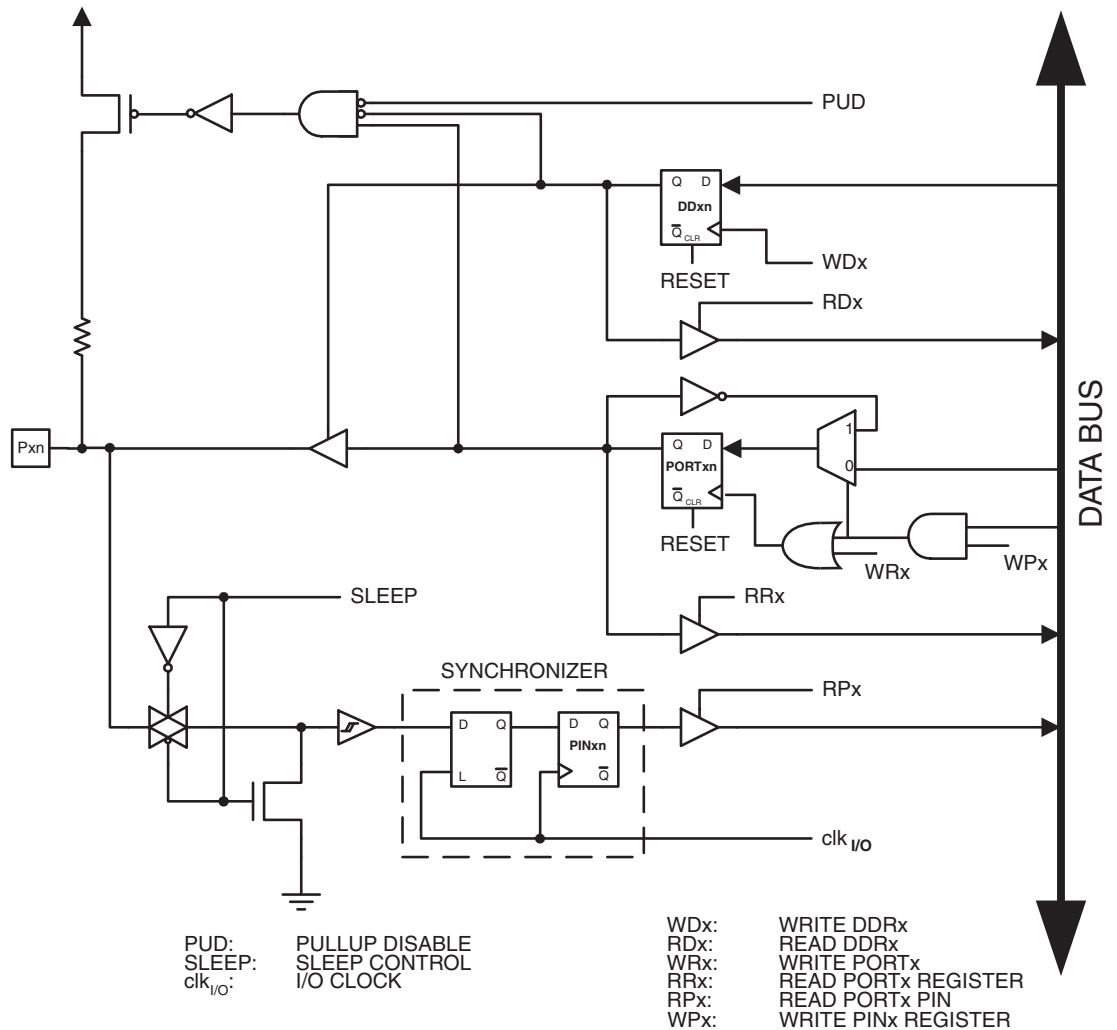 PUD
Q D
DDxn
Q CLR
WDx
RESET
RDx
DATA BUS
1
Pxn
Q D
PORTxn
0
Q CLR
RESET
WRx
WPx
SLEEP
RRx
SYNCHRONIZER
RPx
D Q
D Q
PINxn
L Q
Q
clk I/O
PUD: PULLUP DISABLE
SLEEP: SLEEP CONTROL
clkI/O: I/O CLOCK
WDx: WRITE DDRx
RDx: READ DDRx
WRx: WRITE PORTx
RRx: READ PORTx REGISTER
RPx: READ PORTx PIN
WPx: WRITE PINx REGISTER